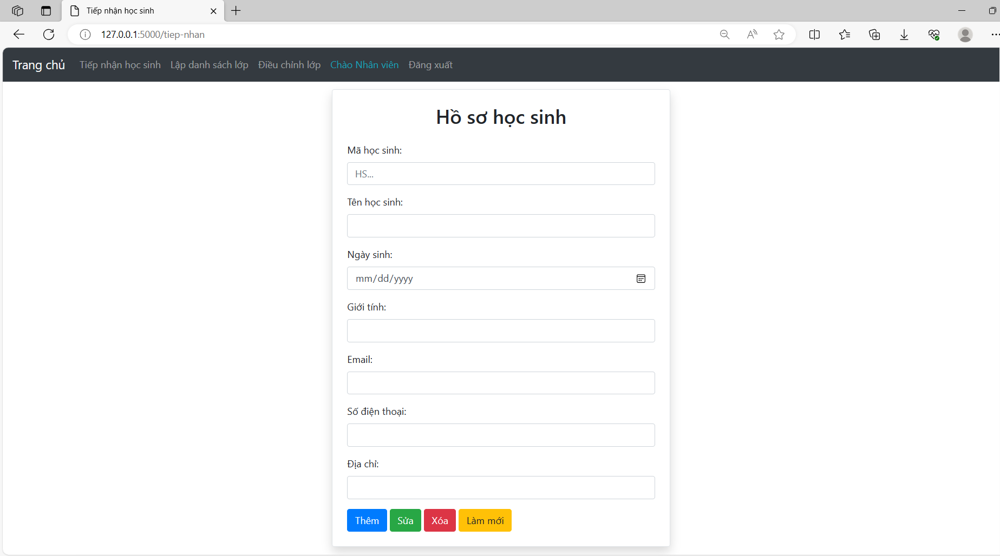 Tiếp nhận học sinh
127.0.0.1:5000/tiep-nhan
Trang chủ Tiếp nhận học sinh Lập danh sách lớp Điều chỉnh lớp Chào Nhân viên Đăng xuất
Hồ sơ học sinh
Mã học sinh:
HS...
Tên học sinh:
Ngày sinh:
mm/dd/yyyy
Giới tính:
Email:
Số điện thoại:
Địa chỉ:
Thêm Sửa Xóa Làm mới